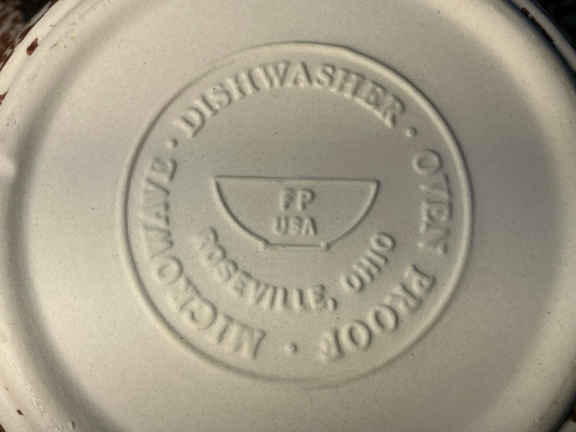 MICROWAVE · DISHWASHER · OVEN PROOF ·
FP
USA
ROSEVILLE, OHIO